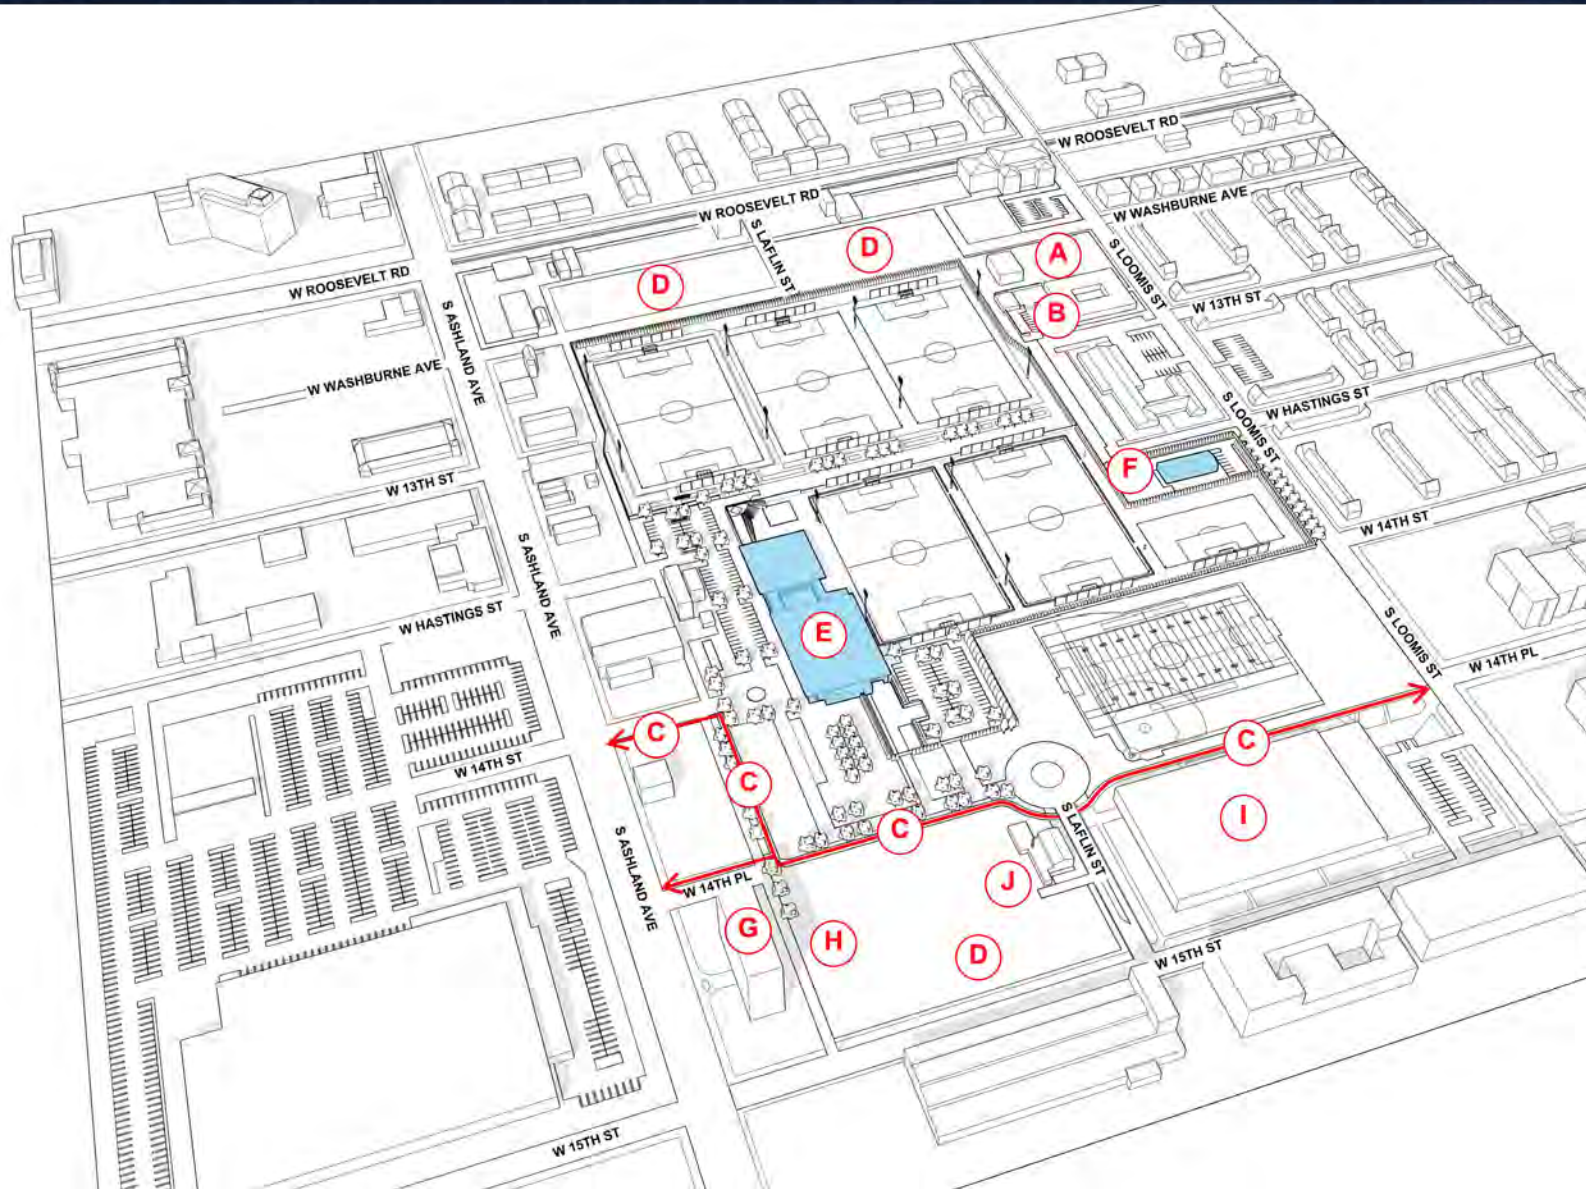 W ROOSEVELT RD
W ROOSEVELT RD
W ROOSEVELT RD
S LAFLIN ST
W WASHBURNE AVE
D
D
A
B
S LOOMIS ST
W 13TH ST
S ASHLAND AVE
W WASHBURNE AVE
W HASTINGS ST
S LOOMIS ST
F
W 13TH ST
W 14TH ST
S ASHLAND AVE
W HASTINGS ST
E
S LOOMIS ST
W 14TH PL
C
C
W 14TH ST
C
C
I
S LAFLIN ST
S ASHLAND AVE
W 14TH PL
J
G
H
D
W 15TH ST
W 15TH ST